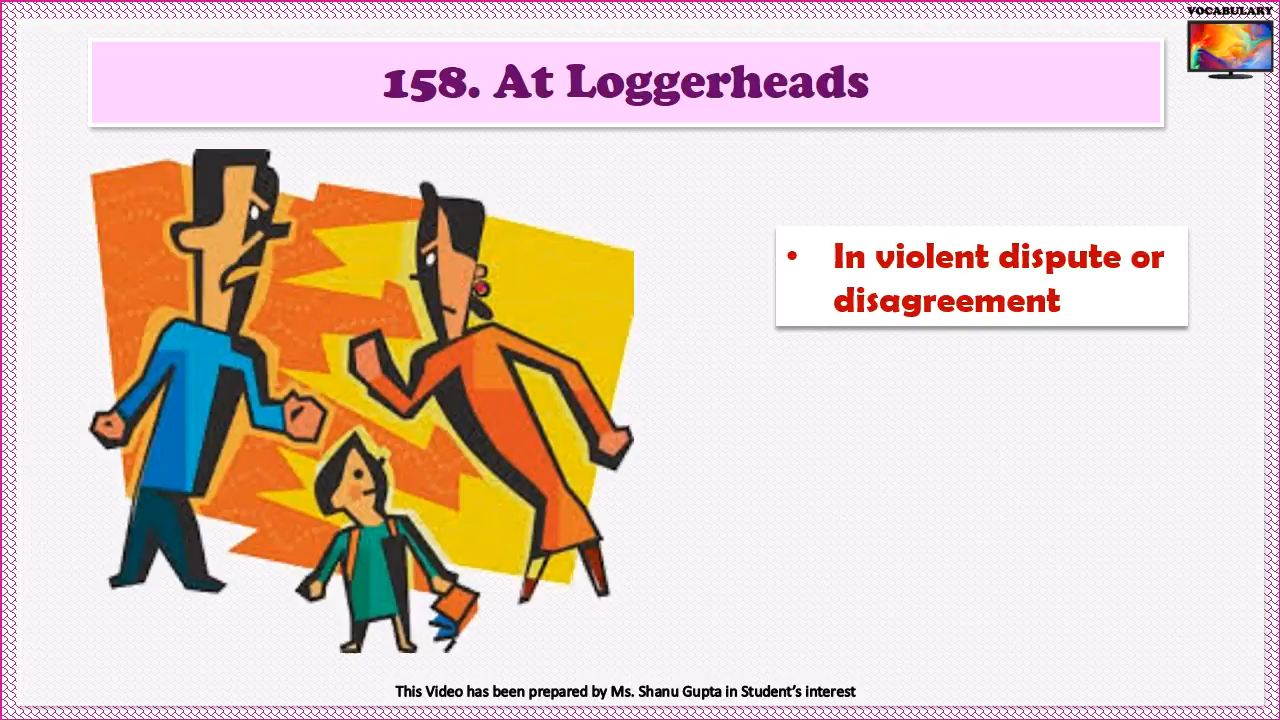 VOCABULARY
158. At Loggerheads
• In violent dispute or
disagreement
This Video has been prepared by Ms. Shanu Gupta in Student's interest